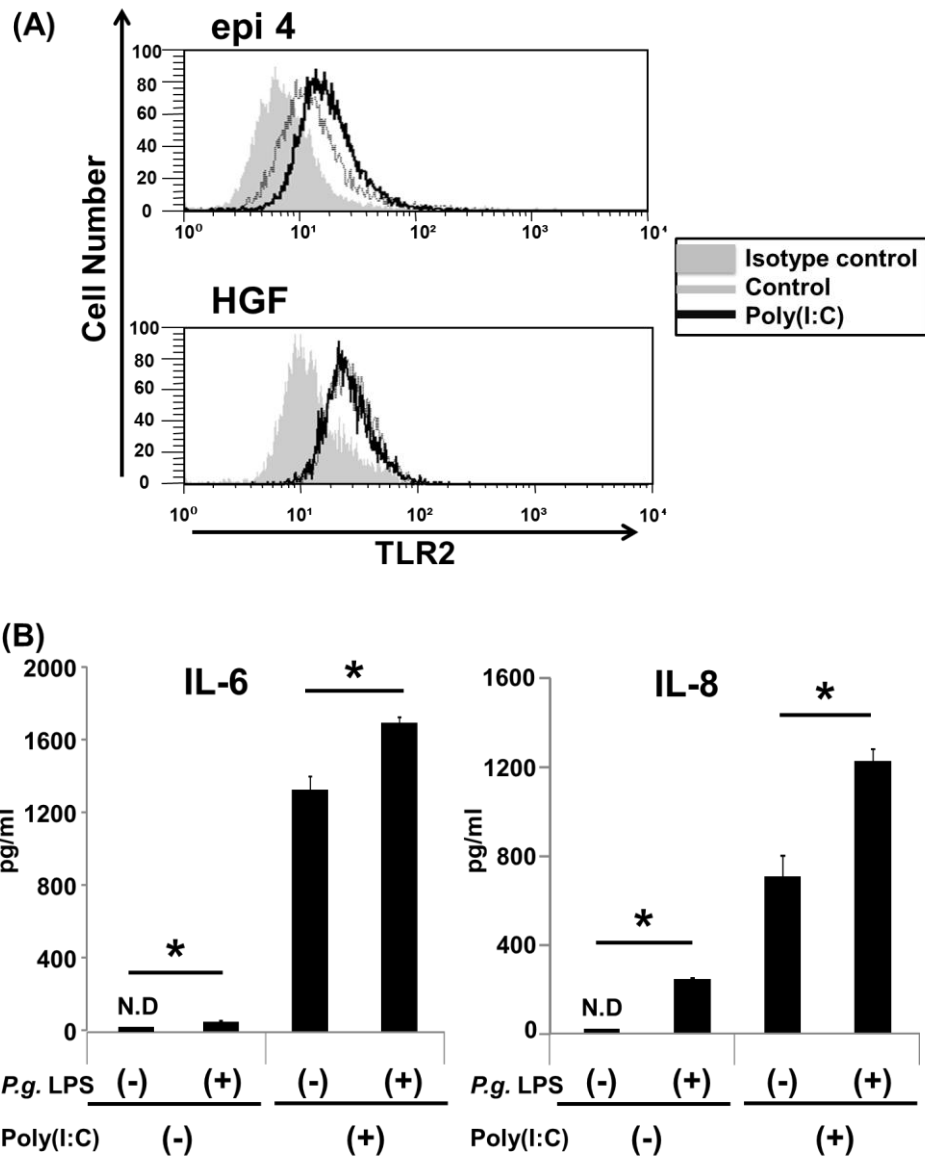 (A)
epi 4
100
80
60
40
20
0
10⁰ 10¹ 10² 10³ 10⁴
Cell Number
Isotype control
Control
Poly(I:C)
HGF
100
80
60
40
20
0
10⁰ 10¹ 10² 10³ 10⁴
TLR2
(B)
IL-6
2000
1600
1200
800
400
0
pg/ml
*
*
N.D
P.g. LPS (-) (+) (-) (+)
Poly(I:C) (-) (+)
IL-8
1600
1200
800
400
0
pg/ml
*
*
N.D
P.g. LPS (-) (+) (-) (+)
Poly(I:C) (-) (+)